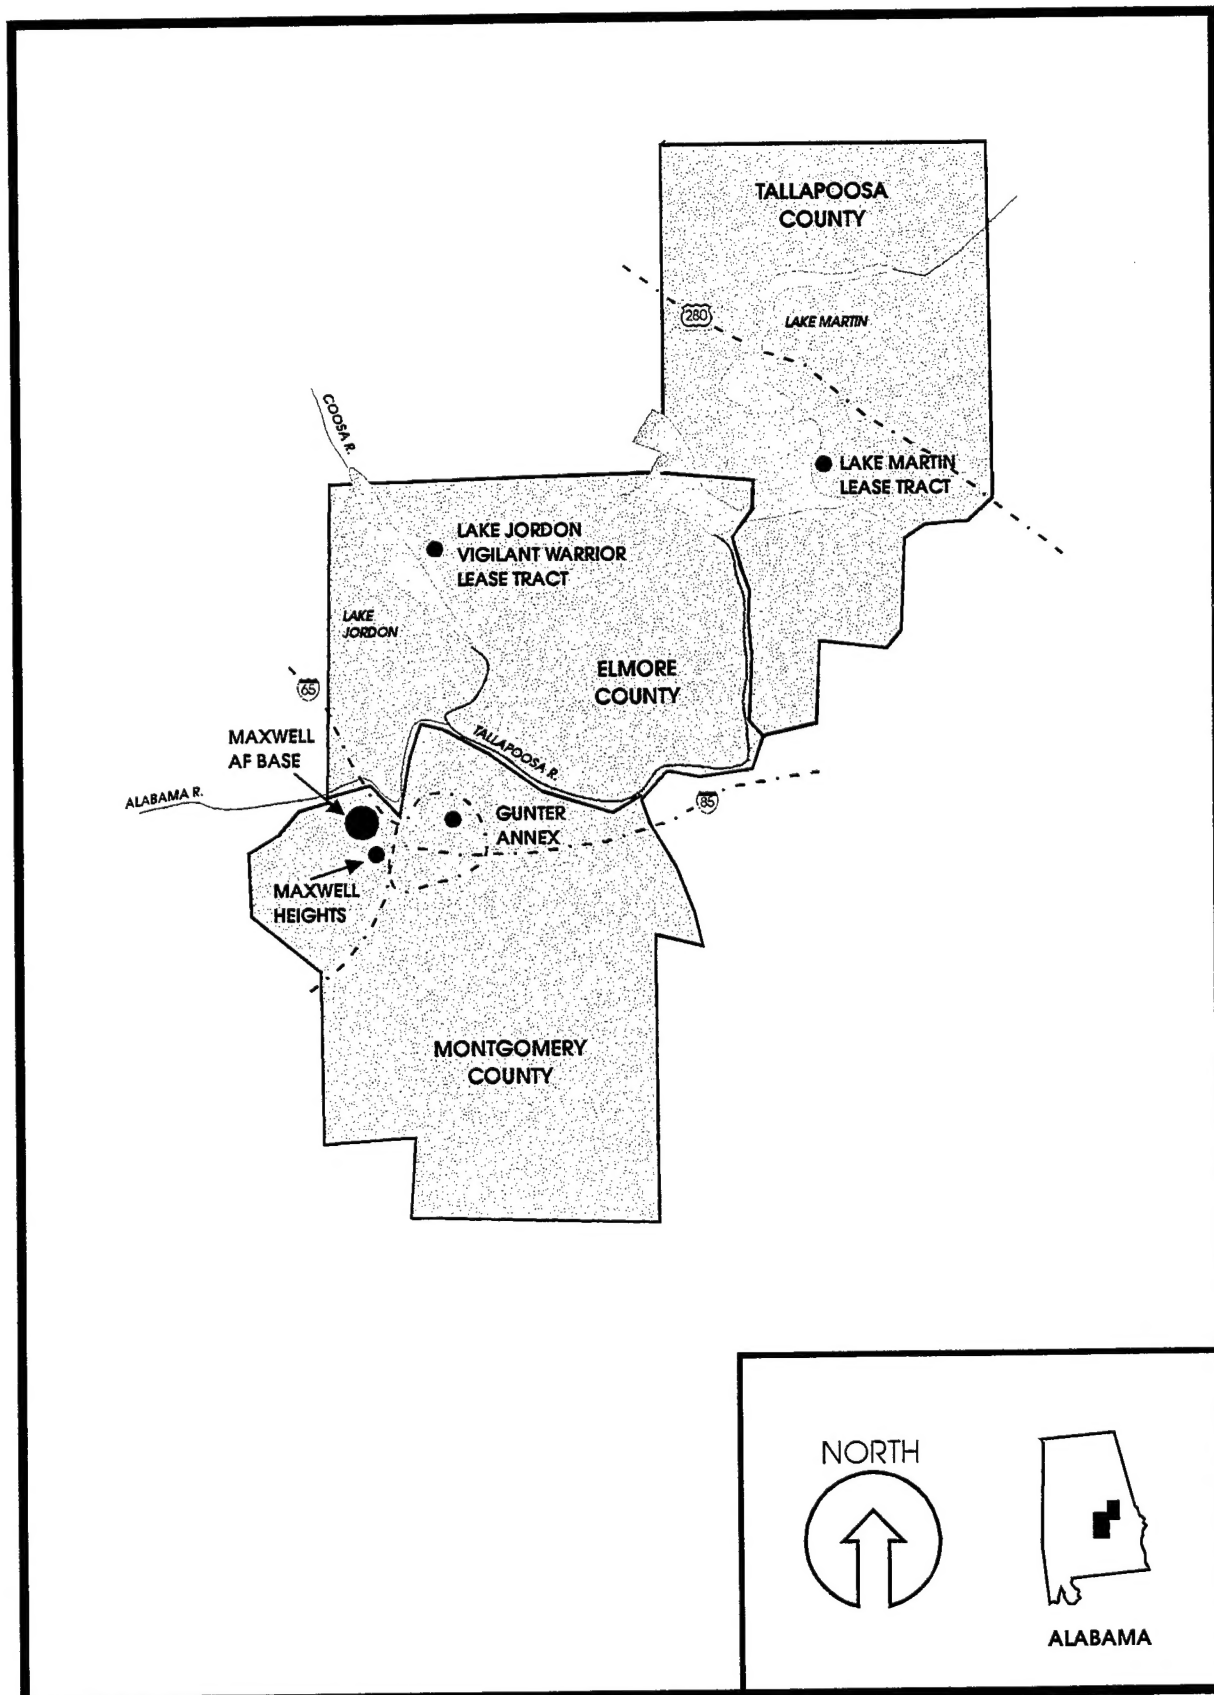 TALLAPOOSA
COUNTY
280
LAKE MARTIN
COOSA R.
LAKE MARTIN
LEASE TRACT
LAKE JORDON
VIGILANT WARRIOR
LEASE TRACT
LAKE
JORDON
ELMORE
COUNTY
65
MAXWELL
AF BASE
TALLAPOOSA R.
ALABAMA R.
85
GUNTER
ANNEX
MAXWELL
HEIGHTS
MONTGOMERY
COUNTY
NORTH
ALABAMA